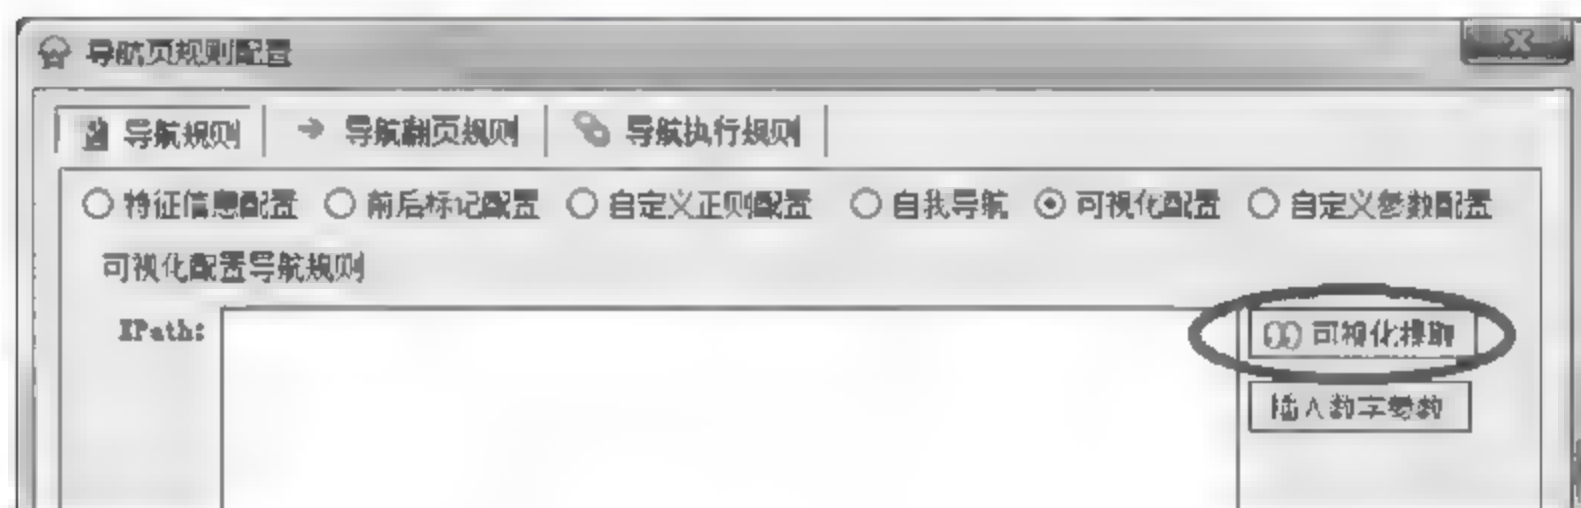 导航页规则配置
导航规则 导航翻页规则 导航执行规则
特征信息配置 前后标记配置 自定义正则配置 自我导航 可视化配置 自定义参数配置
可视化配置导航规则
XPath:
可视化提取
插入数字参数